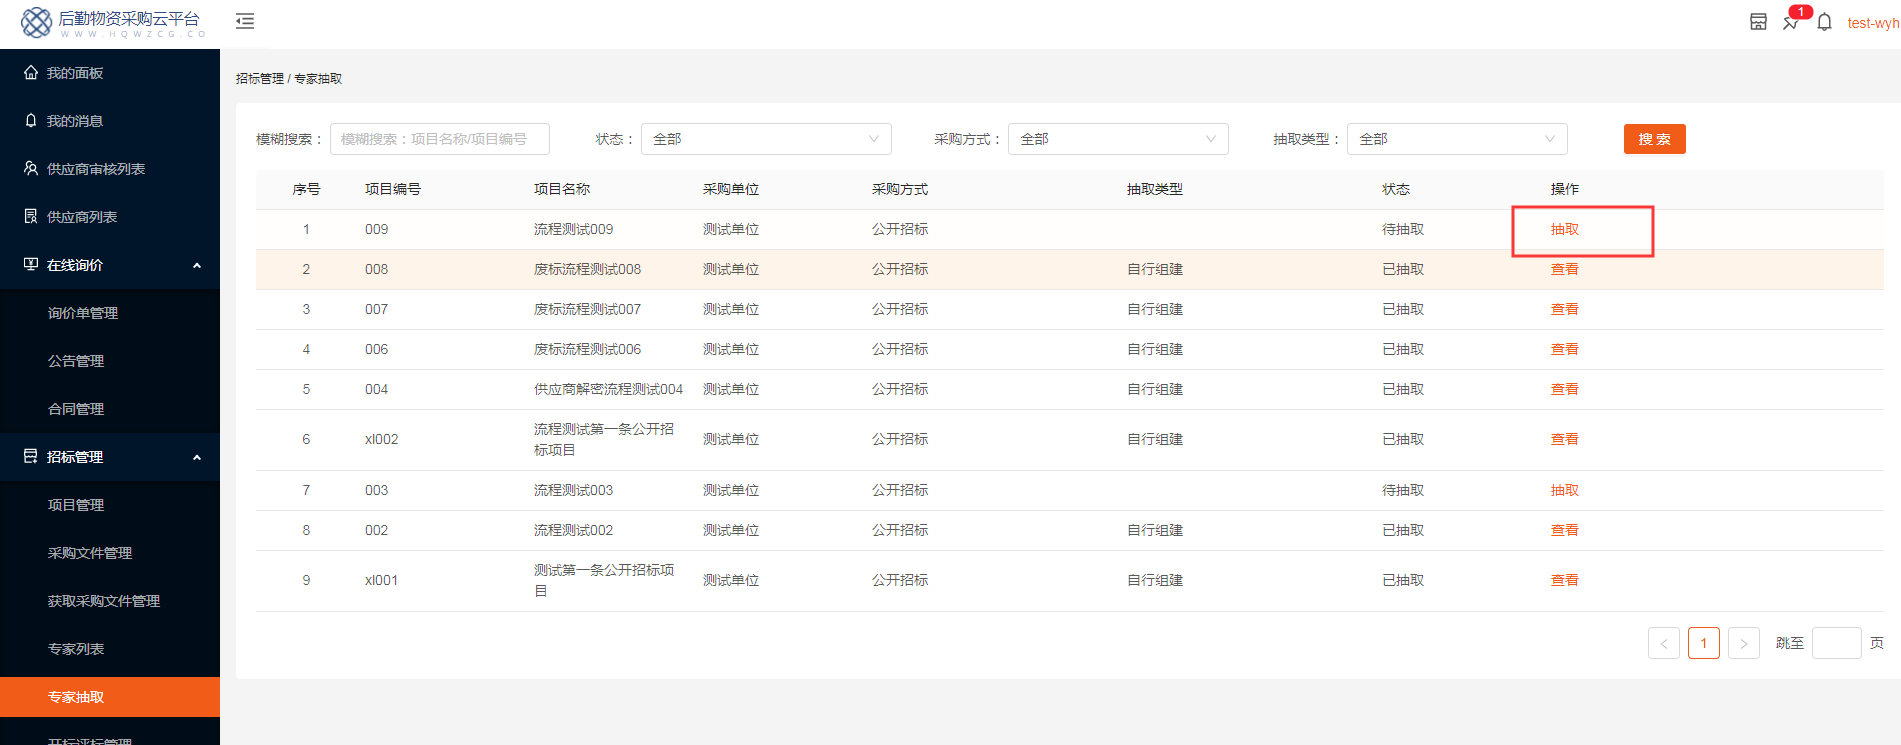 后勤物资采购云平台
WWW.HQWZCG.CO
1
test-wyh
我的面板
我的消息
供应商审核列表
供应商列表
在线询价
询价单管理
公告管理
合同管理
招标管理
项目管理
采购文件管理
获取采购文件管理
专家列表
专家抽取
开标评标管理
招标管理 / 专家抽取
模糊搜索： 模糊搜索：项目名称/项目编号 状态： 全部 采购方式： 全部 抽取类型： 全部 搜 索
序号 项目编号 项目名称 采购单位 采购方式 抽取类型 状态 操作
1 009 流程测试009 测试单位 公开招标 待抽取 抽取
2 008 废标流程测试008 测试单位 公开招标 自行组建 已抽取 查看
3 007 废标流程测试007 测试单位 公开招标 自行组建 已抽取 查看
4 006 废标流程测试006 测试单位 公开招标 自行组建 已抽取 查看
5 004 供应商解密流程测试004 测试单位 公开招标 自行组建 已抽取 查看
6 xl002 流程测试第一条公开招 测试单位 公开招标 自行组建 已抽取 查看
标项目
7 003 流程测试003 测试单位 公开招标 待抽取 抽取
8 002 流程测试002 测试单位 公开招标 自行组建 已抽取 查看
9 xl001 测试第一条公开招标项 测试单位 公开招标 自行组建 已抽取 查看
目
< 1 > 跳至 页